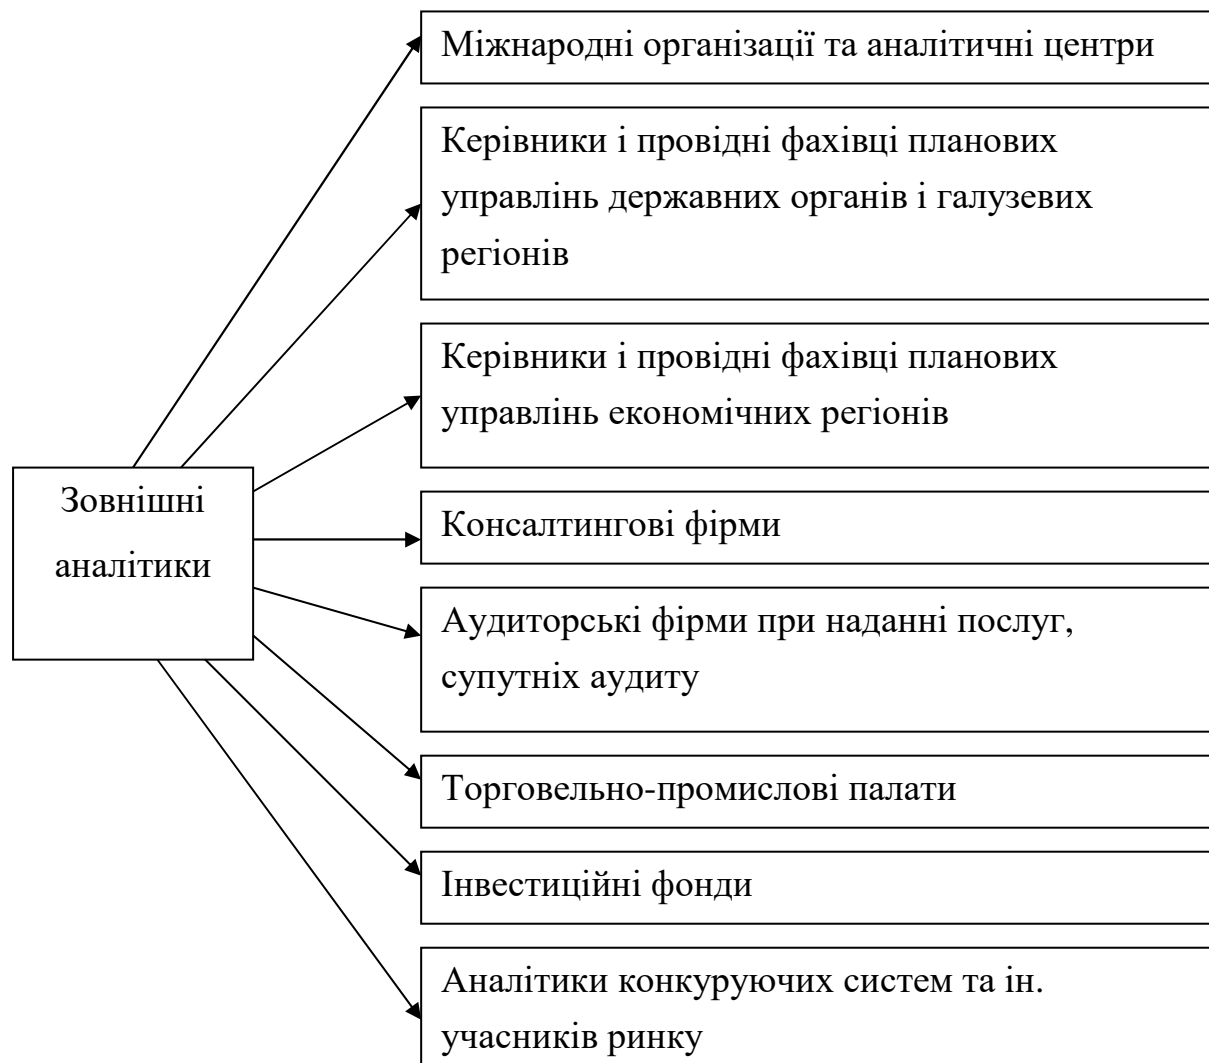 Міжнародні організації та аналітичні центри
Керівники і провідні фахівці планових
управлінь державних органів і галузевих
регіонів
Керівники і провідні фахівці планових
управлінь економічних регіонів
Зовнішні
аналітики
Консалтингові фірми
Аудиторські фірми при наданні послуг,
супутніх аудиту
Торговельно-промислові палати
Інвестиційні фонди
Аналітики конкуруючих систем та ін.
учасників ринку